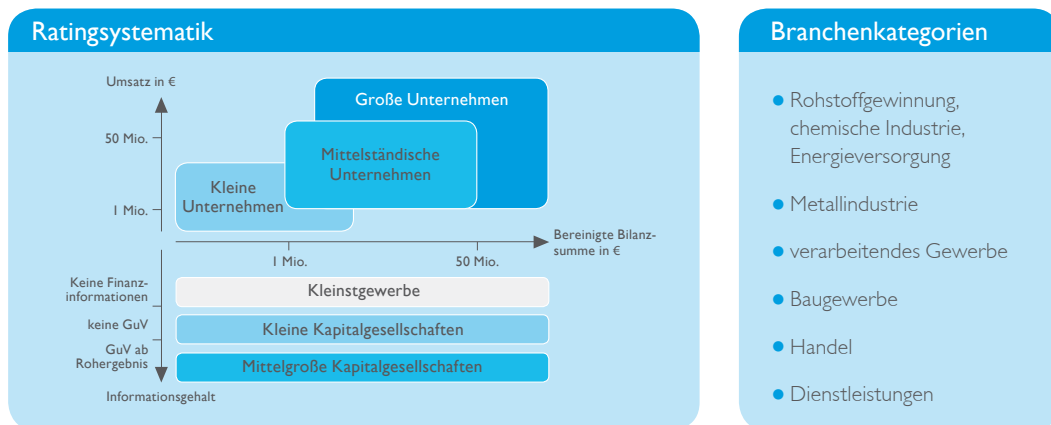 Ratingsystematik
Umsatz in €
50 Mio.
1 Mio.
Große Unternehmen
Mittelständische
Unternehmen
Kleine
Unternehmen
Bereinigte Bilanz-
summe in €
1 Mio.
50 Mio.
Keine Finanz-
informationen
Kleinstgewerbe
keine GuV
Kleine Kapitalgesellschaften
GuV ab
Rohergebnis
Mittelgroße Kapitalgesellschaften
Informationsgehalt
Branchenkategorien
Rohstoffgewinnung,
chemische Industrie,
Energieversorgung
Metallindustrie
verarbeitendes Gewerbe
Baugewerbe
Handel
Dienstleistungen